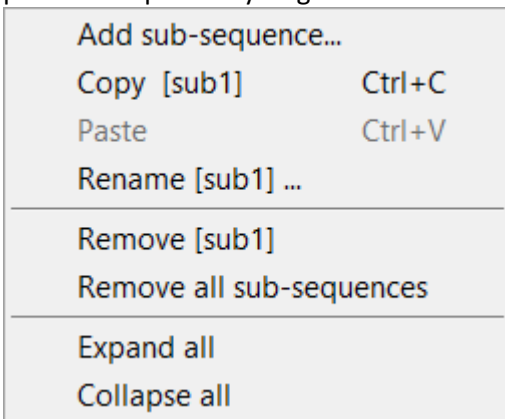 Add sub-sequence...
Copy [sub1] Ctrl+C
Paste Ctrl+V
Rename [sub1] ...
Remove [sub1]
Remove all sub-sequences
Expand all
Collapse all